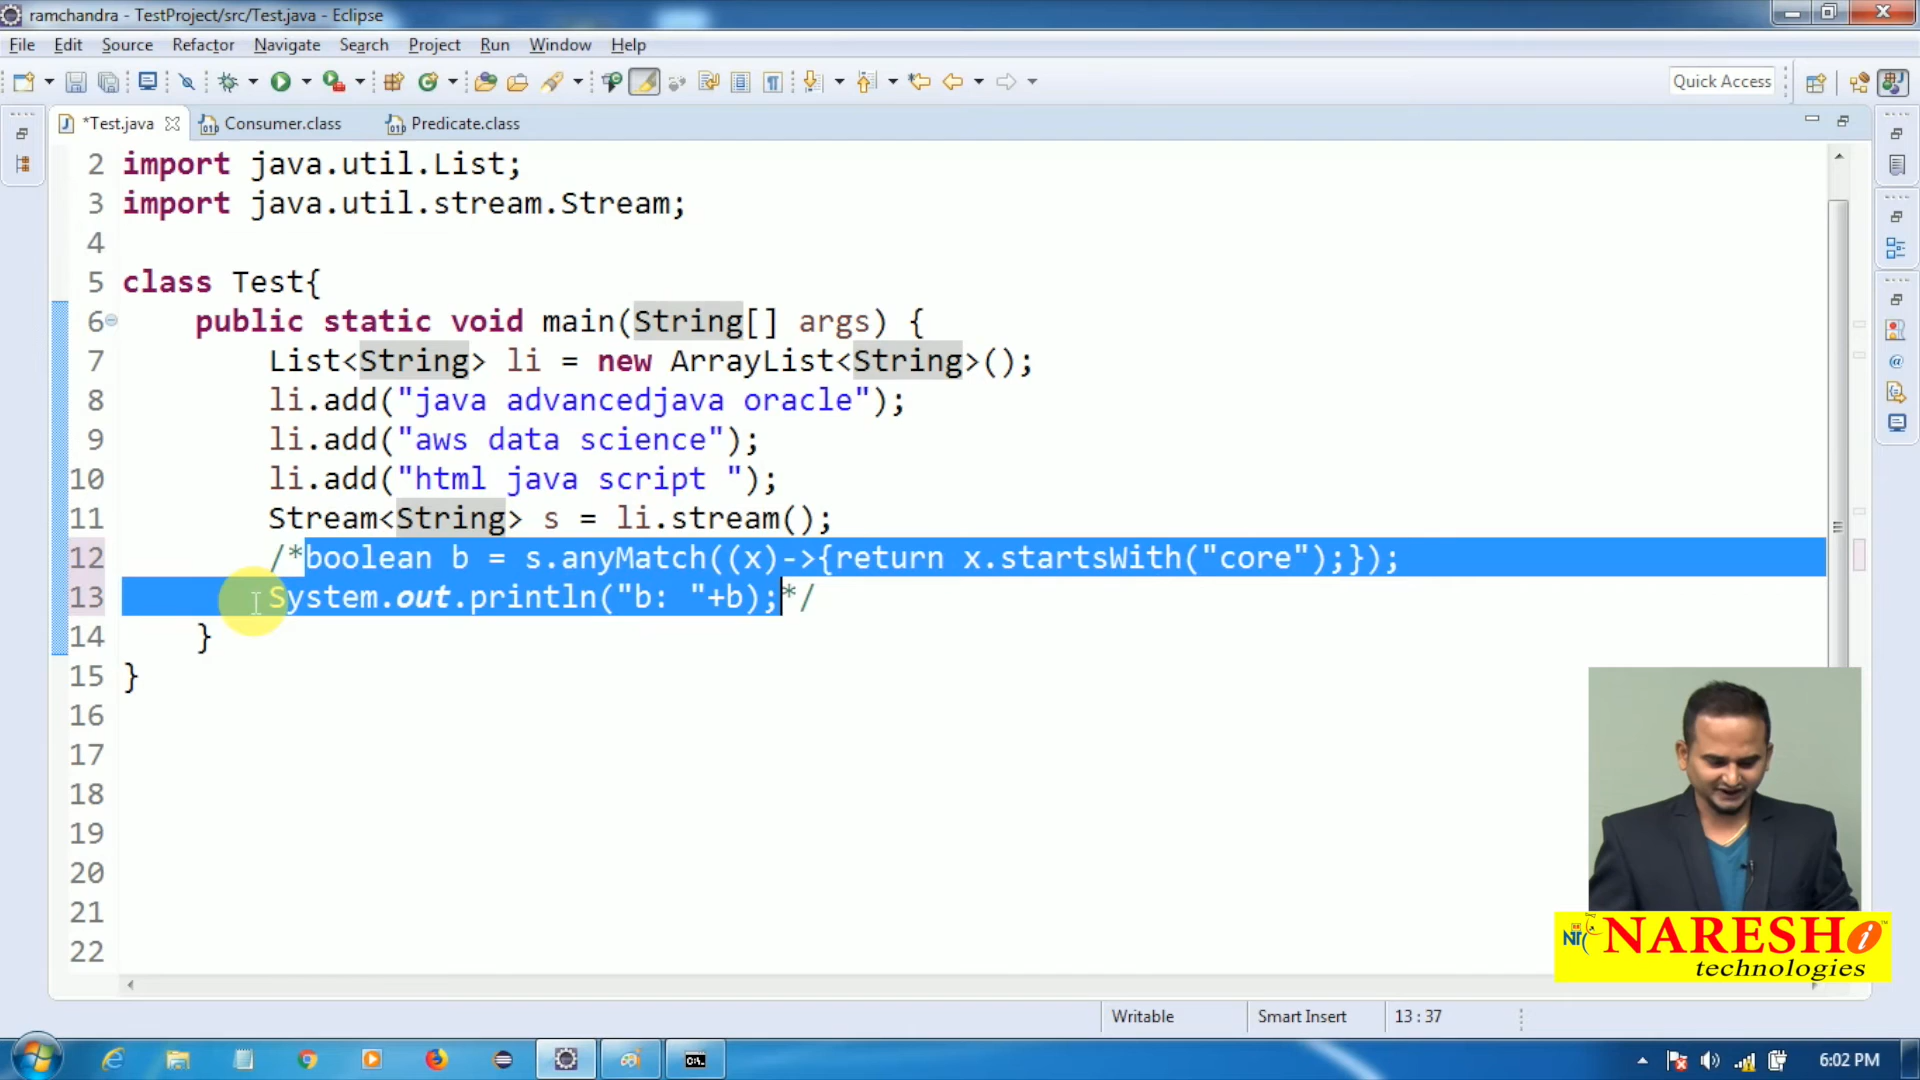 ramchandra - TestProject/src/Test.java - Eclipse
File Edit Source Refactor Navigate Search Project Run Window Help
Quick Access
*Test.java Consumer.class Predicate.class
2 import java.util.List;
3 import java.util.stream.Stream;
4
5 class Test{
6 public static void main(String[] args) {
7 List<String> li = new ArrayList<String>();
8 li.add("java advancedjava oracle");
9 li.add("aws data science");
10 li.add("html java script ");
11 Stream<String> s = li.stream();
12 /*boolean b = s.anyMatch((x)->{return x.startsWith("core");});
13 System.out.println("b: "+b);*/
14 }
15 }
16
17
18
19
20
21
22
NARESH i
technologies
Writable Smart Insert 13 : 37
6:02 PM